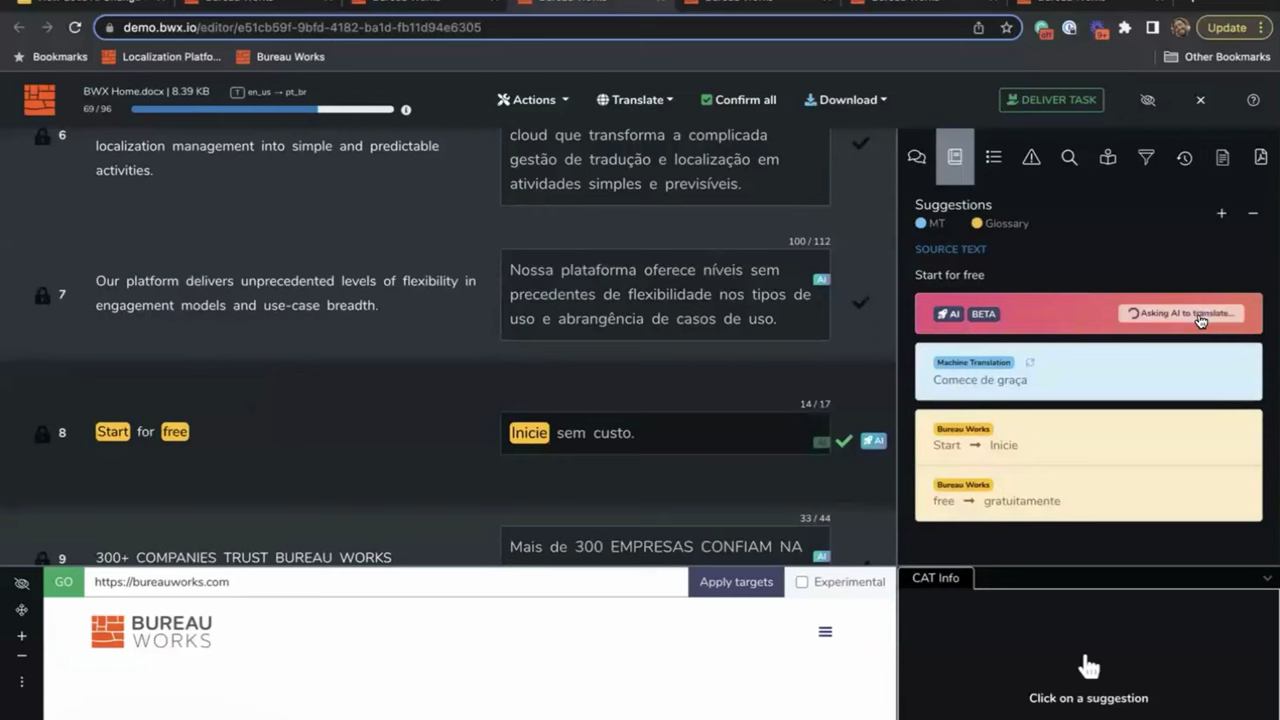 demo.bwx.io/editor/e51cb59f-9bfd-4182-ba1d-fb11d94e6305
Update
Bookmarks
Localization Platfo...
Bureau Works
Other Bookmarks
BWX Home.docx | 8.39 KB
T en_us → pt_br
69 / 96
Actions
Translate
Confirm all
Download
DELIVER TASK
6
localization management into simple and predictable
activities.
cloud que transforma a complicada
gestão de tradução e localização em
atividades simples e previsíveis.
100 / 112
7
Our platform delivers unprecedented levels of flexibility in
engagement models and use-case breadth.
Nossa plataforma oferece níveis sem
precedentes de flexibilidade nos tipos de
uso e abrangência de casos de uso.
AI
14 / 17
8
Start for free
Inicie sem custo.
AI
AI
33 / 44
9
300+ COMPANIES TRUST BUREAU WORKS
Mais de 300 EMPRESAS CONFIAM NA
AI
Suggestions
MT
Glossary
+ −
SOURCE TEXT
Start for free
AI BETA
Asking AI to translate...
Machine Translation
Comece de graça
Bureau Works
Start → Inicie
Bureau Works
free → gratuitamente
GO
https://bureauworks.com
Apply targets
Experimental
CAT Info
BUREAU
WORKS
Click on a suggestion